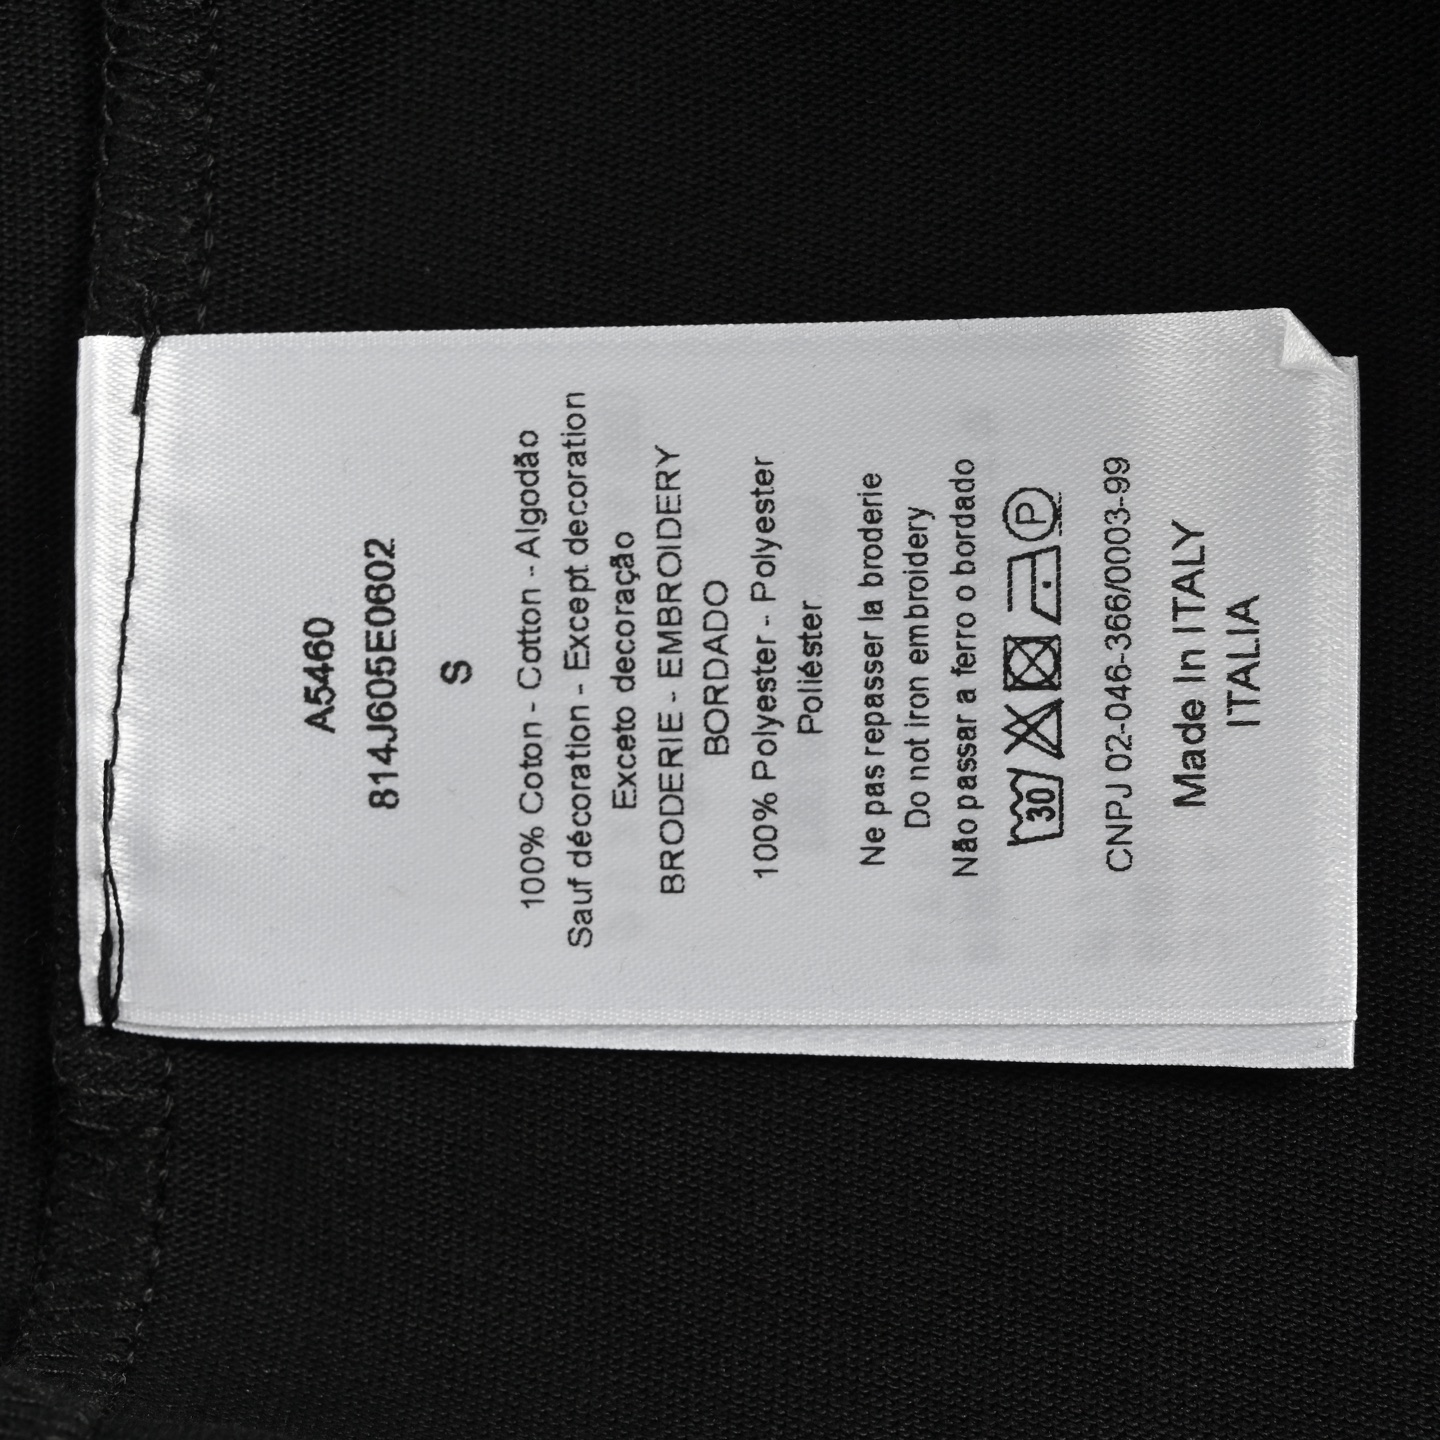 A5460
814J605E0602
S
100% Coton - Cotton - Algodão
Sauf décoration - Except decoration
Exceto decoração
BRODERIE - EMBROIDERY
BORDADO
100% Polyester - Polyester
Poliéster
Ne pas repasser la broderie
Do not iron embroidery
Não passar a ferro o bordado
30 P
CNPJ 02-046-366/0003-99
Made In ITALY
ITALIA